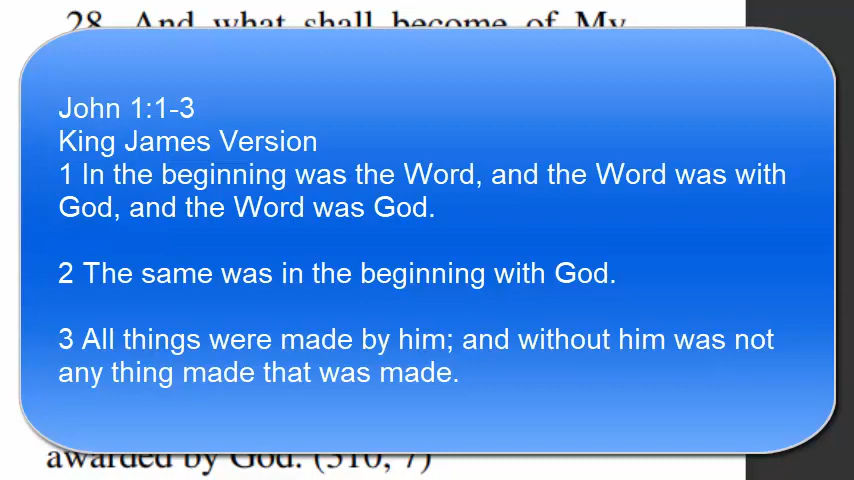 28. And what shall become of My
John 1:1-3
King James Version
1 In the beginning was the Word, and the Word was with
God, and the Word was God.
2 The same was in the beginning with God.
3 All things were made by him; and without him was not
any thing made that was made.
awarded by God. (310, 7)